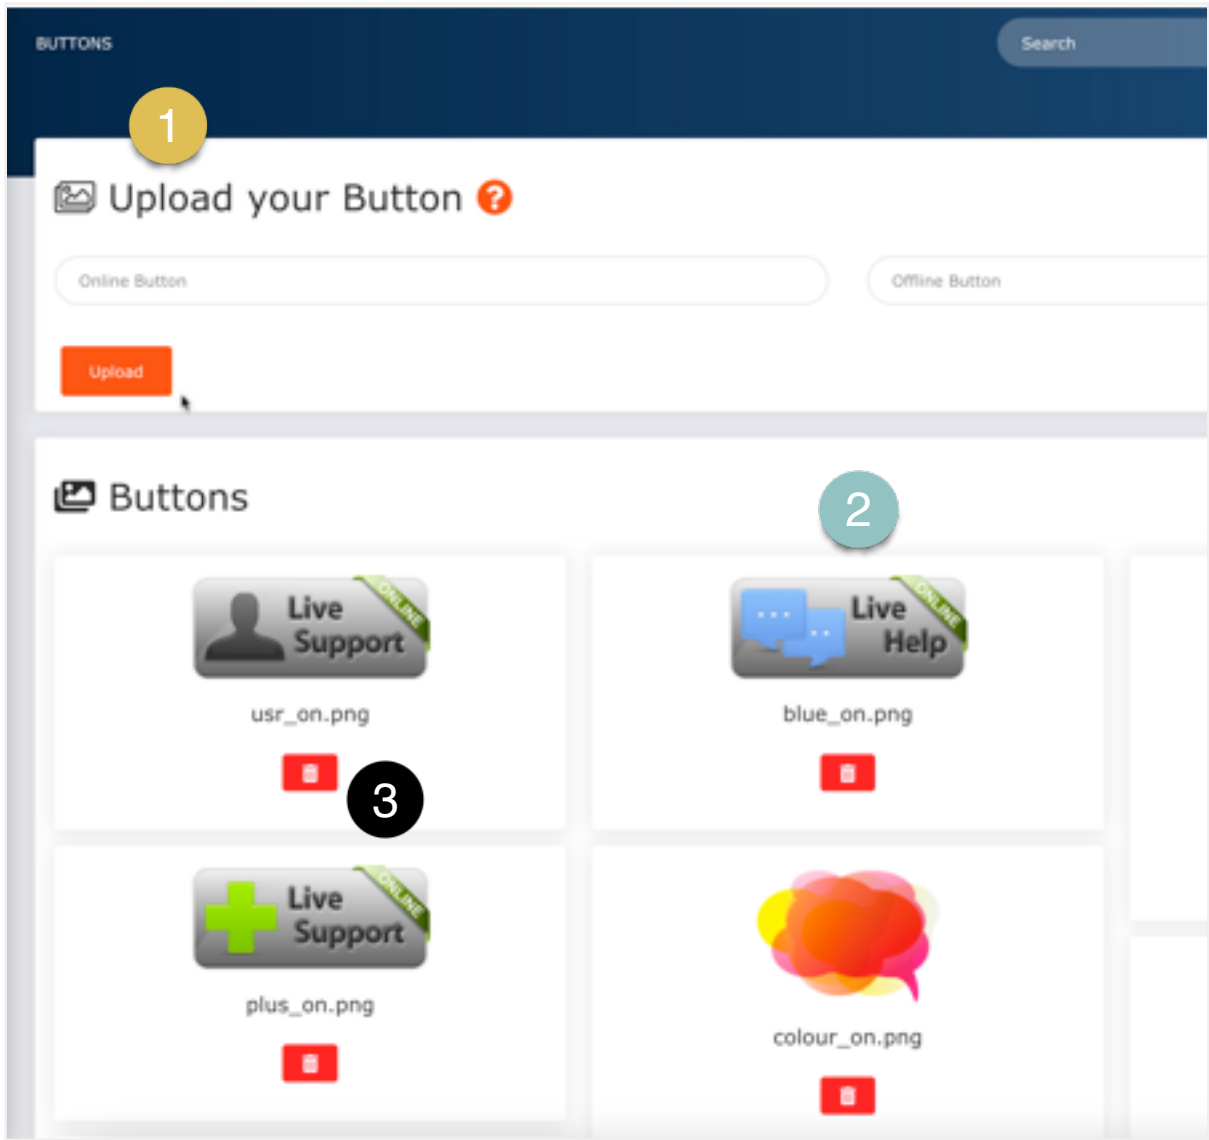 BUTTONS
Search
1
Upload your Button ?
Online Button
Offline Button
Upload
Buttons
2
Live
Support
ONLINE
Live
Help
ONLINE
usr_on.png
blue_on.png
3
Live
Support
ONLINE
plus_on.png
colour_on.png